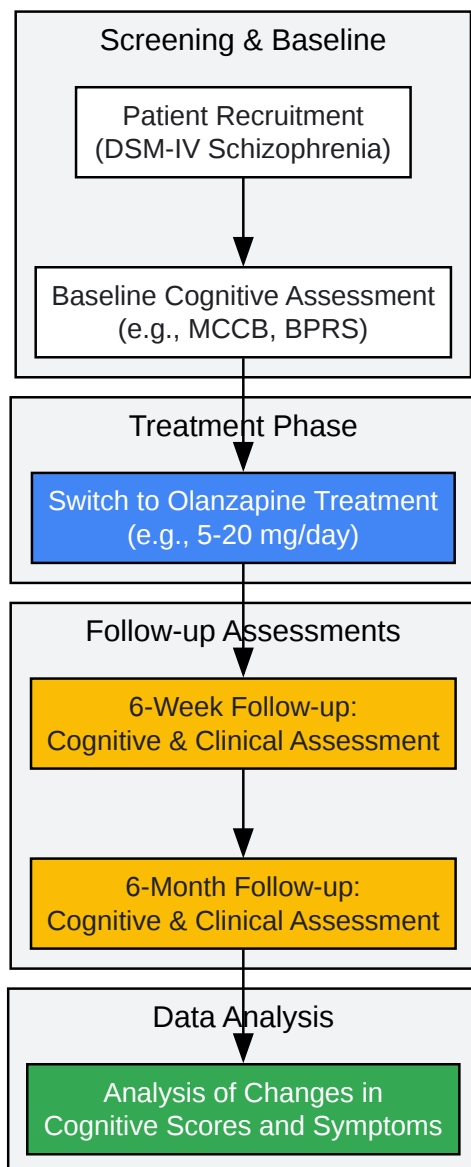 Screening & Baseline
Patient Recruitment
(DSM-IV Schizophrenia)
Baseline Cognitive Assessment
(e.g., MCCB, BPRS)
Treatment Phase
Switch to Olanzapine Treatment
(e.g., 5-20 mg/day)
Follow-up Assessments
6-Week Follow-up:
Cognitive & Clinical Assessment
6-Month Follow-up:
Cognitive & Clinical Assessment
Data Analysis
Analysis of Changes in
Cognitive Scores and Symptoms